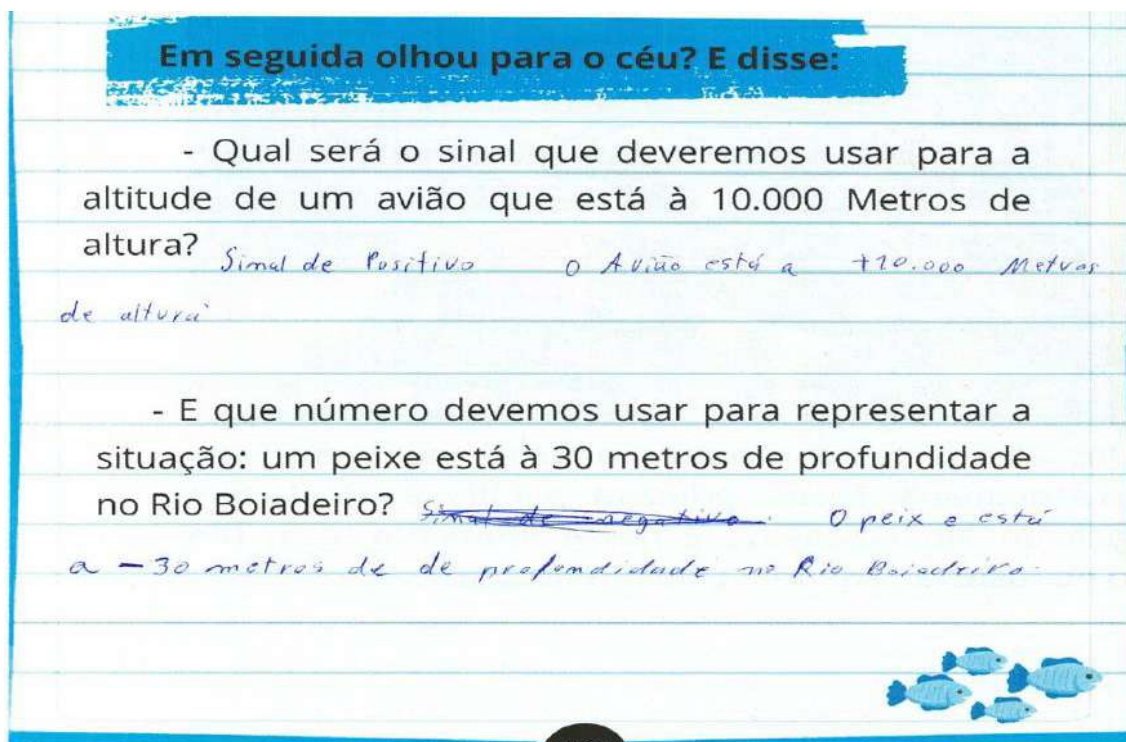 Em seguida olhou para o céu? E disse:
- Qual será o sinal que deveremos usar para a
altitude de um avião que está à 10.000 Metros de
altura? Sinal de Positivo O Avião está a +10.000 Metros
de altura
- E que número devemos usar para representar a
situação: um peixe está à 30 metros de profundidade
no Rio Boiadeiro? Sinal de negativo. O peixe está
a - 30 metros de de profundidade no Rio Boiadeiro.